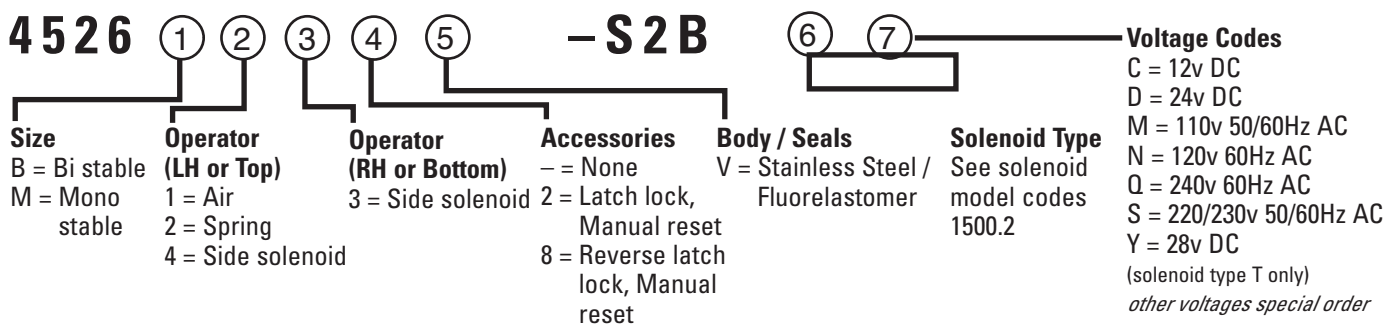 4526 1 2 3 4 5 –S2B 6 7
Size
B = Bi stable
M = Mono
stable
Operator
(LH or Top)
1 = Air
2 = Spring
4 = Side solenoid
Operator
(RH or Bottom)
3 = Side solenoid
Accessories
– = None
2 = Latch lock,
Manual reset
8 = Reverse latch
lock, Manual
reset
Body / Seals
V = Stainless Steel /
Fluorelastomer
Solenoid Type
See solenoid
model codes
1500.2
Voltage Codes
C = 12v DC
D = 24v DC
M = 110v 50/60Hz AC
N = 120v 60Hz AC
Q = 240v 60Hz AC
S = 220/230v 50/60Hz AC
Y = 28v DC
(solenoid type T only)
other voltages special order